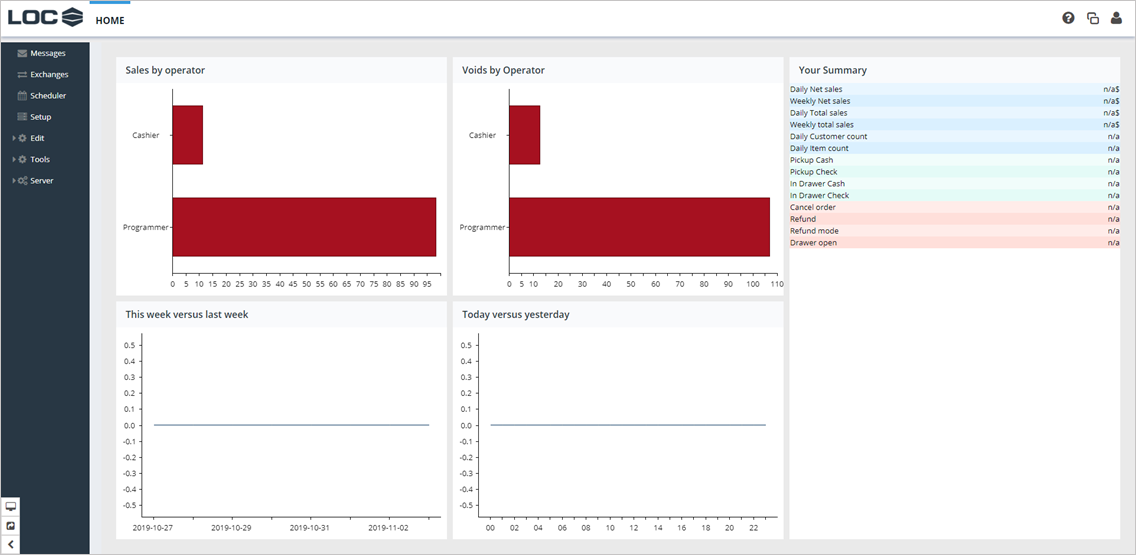 LOC HOME
Messages
Exchanges
Scheduler
Setup
Edit
Tools
Server
Sales by operator
Cashier
Programmer
0 5 10 15 20 25 30 35 40 45 50 55 60 65 70 75 80 85 90 95
Voids by Operator
Cashier
Programmer
0 5 10 20 30 40 50 60 70 80 90 100 110
Your Summary
Daily Net sales n/a$
Weekly Net sales n/a$
Daily Total sales n/a$
Weekly total sales n/a$
Daily Customer count n/a
Daily Item count n/a
Pickup Cash n/a
Pickup Check n/a
In Drawer Cash n/a
In Drawer Check n/a
Cancel order n/a
Refund n/a
Refund mode n/a
Drawer open n/a
This week versus last week
0.5
0.4
0.3
0.2
0.1
0.0
-0.1
-0.2
-0.3
-0.4
-0.5
2019-10-27 2019-10-29 2019-10-31 2019-11-02
Today versus yesterday
0.5
0.4
0.3
0.2
0.1
0.0
-0.1
-0.2
-0.3
-0.4
-0.5
00 02 04 06 08 10 12 14 16 18 20 22